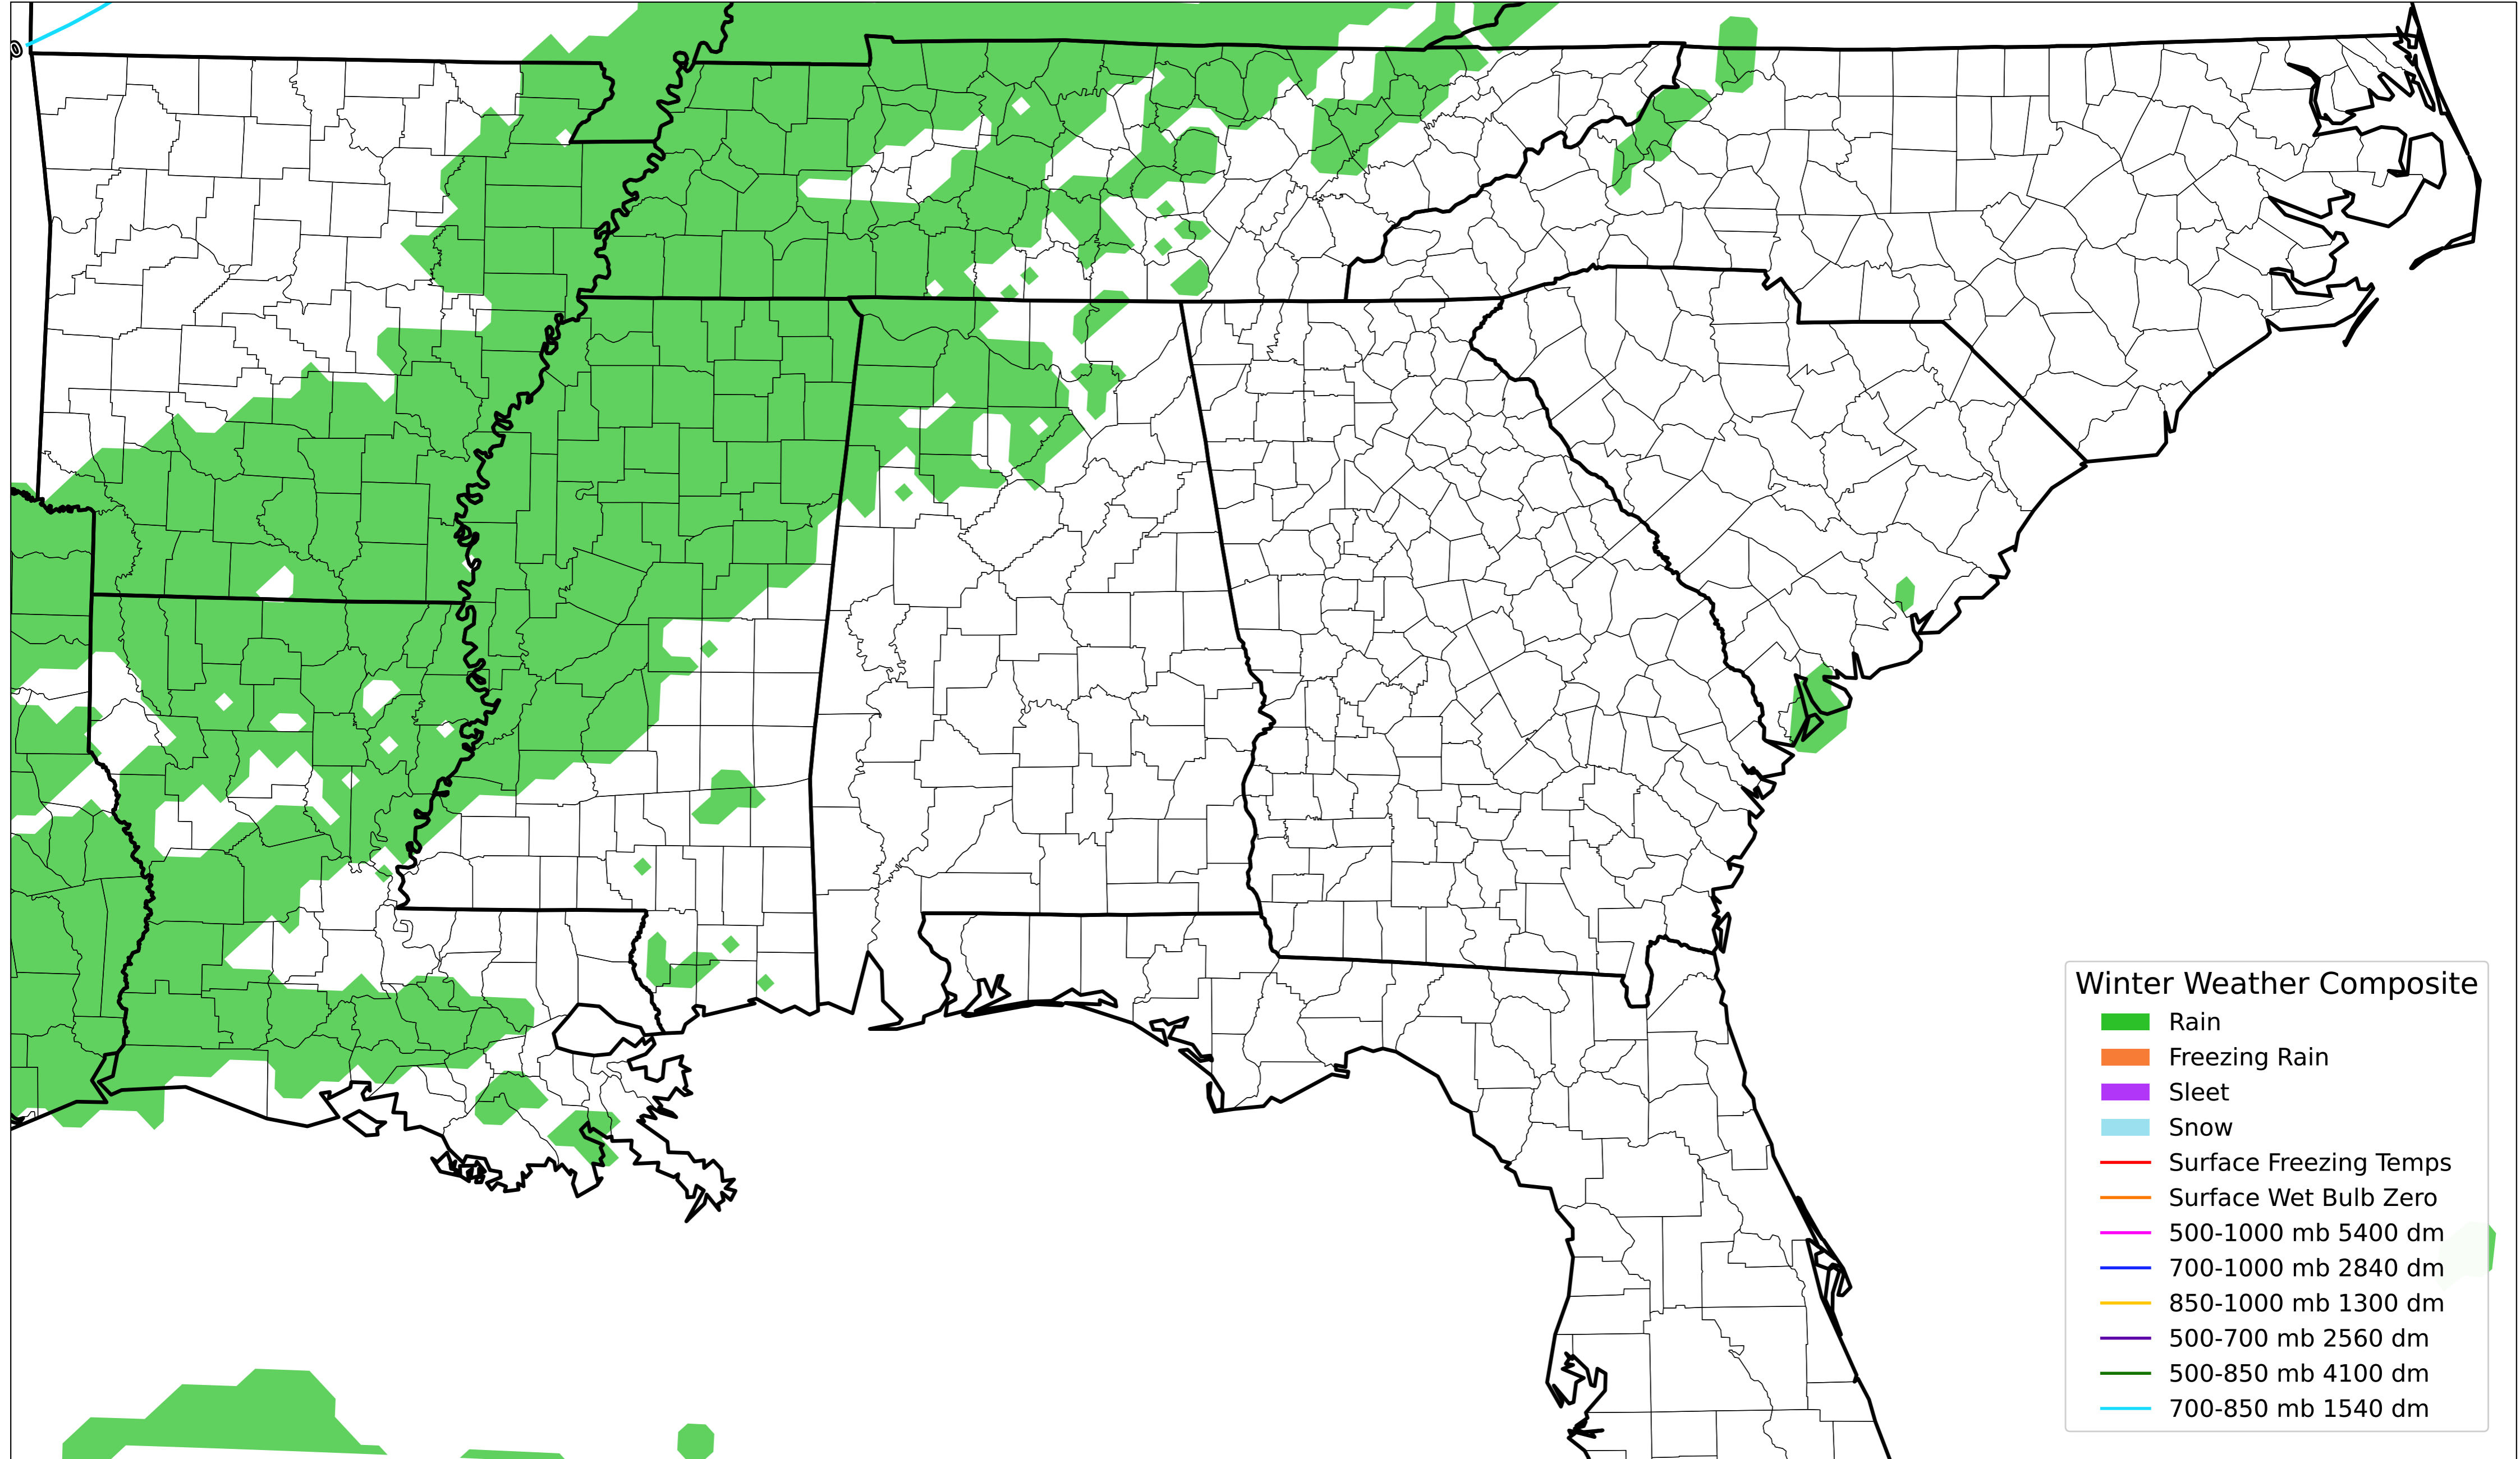 Winter Weather Composite
Rain
Freezing Rain
Sleet
Snow
Surface Freezing Temps
Surface Wet Bulb Zero
500-1000 mb 5400 dm
700-1000 mb 2840 dm
850-1000 mb 1300 dm
500-700 mb 2560 dm
500-850 mb 4100 dm
700-850 mb 1540 dm